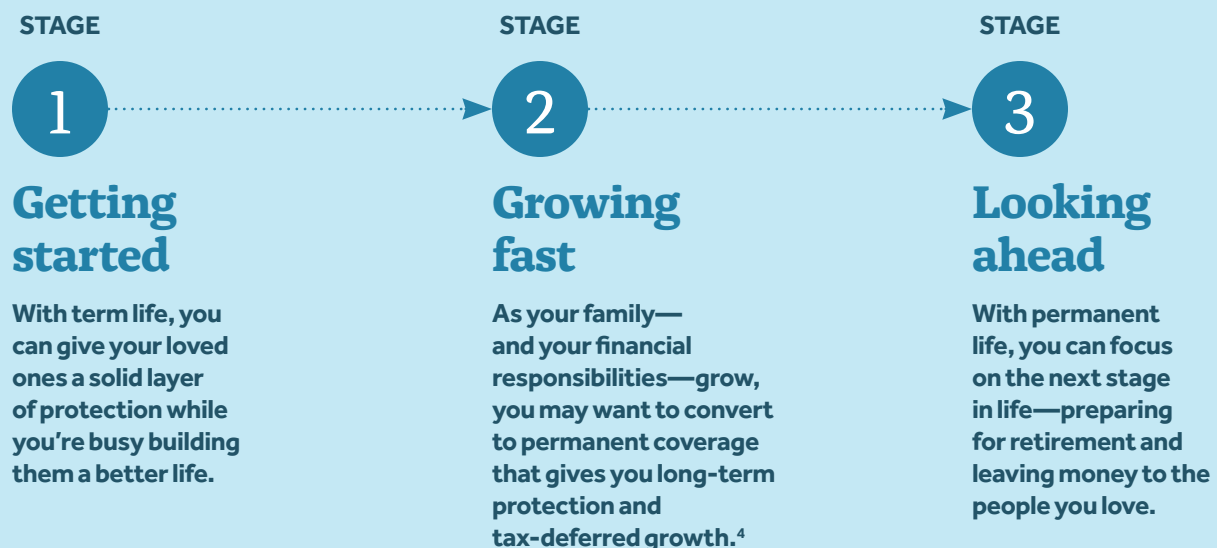 STAGE
1
Getting
started
With term life, you
can give your loved
ones a solid layer
of protection while
you’re busy building
them a better life.
STAGE
2
Growing
fast
As your family—
and your financial
responsibilities—grow,
you may want to convert
to permanent coverage
that gives you long-term
protection and
tax-deferred growth.⁴
STAGE
3
Looking
ahead
With permanent
life, you can focus
on the next stage
in life—preparing
for retirement and
leaving money to the
people you love.